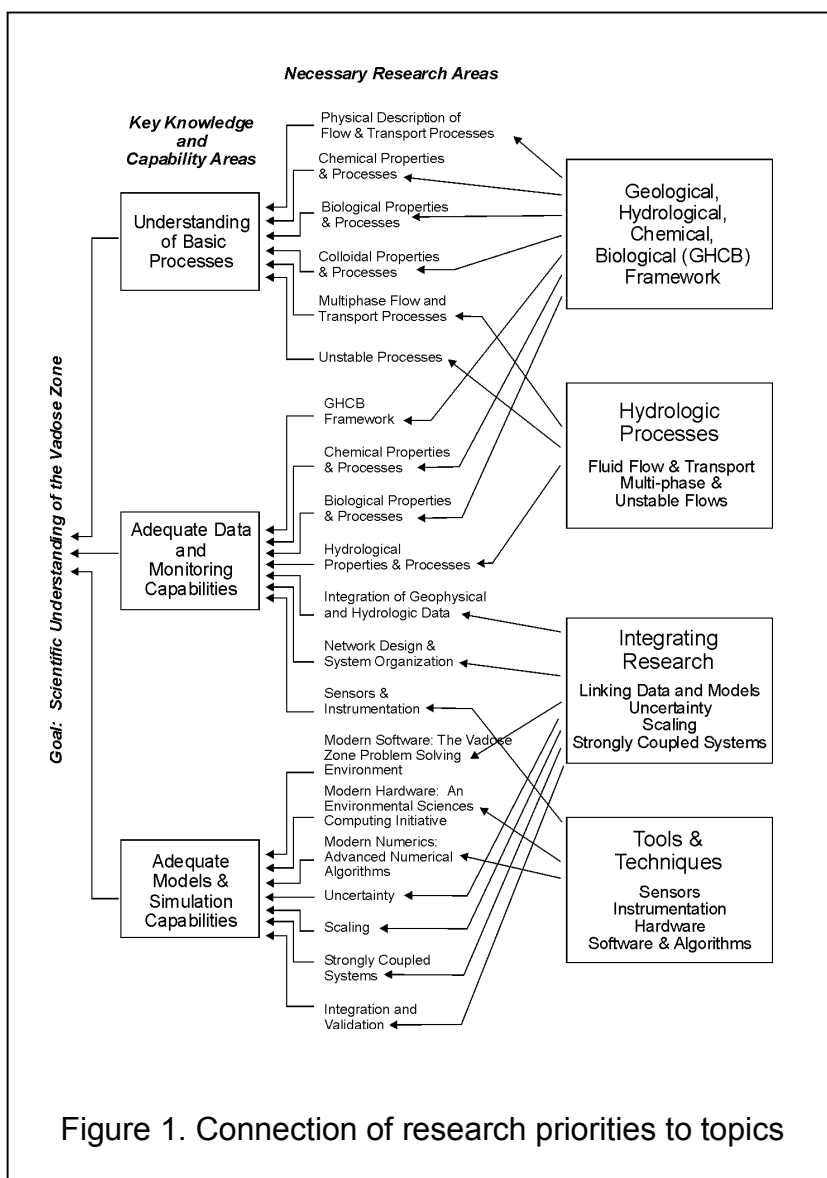 Necessary Research Areas
Key Knowledge
and
Capability Areas
Goal: Scientific Understanding of the Vadose Zone
Understanding
of Basic
Processes
Adequate Data
and
Monitoring
Capabilities
Adequate
Models &
Simulation
Capabilities
Physical Description of
Flow & Transport Processes
Chemical Properties
& Processes
Biological Properties
& Processes
Colloidal Properties
& Processes
Multiphase Flow and
Transport Processes
Unstable Processes
GHCB
Framework
Chemical Properties
& Processes
Biological Properties
& Processes
Hydrological
Properties & Processes
Integration of Geophysical
and Hydrologic Data
Network Design &
System Organization
Sensors &
Instrumentation
Modern Software: The Vadose
Zone Problem Solving
Environment
Modern Hardware: An
Environmental Sciences
Computing Initiative
Modern Numerics:
Advanced Numerical
Algorithms
Uncertainty
Scaling
Strongly Coupled
Systems
Integration and
Validation
Geological,
Hydrological,
Chemical,
Biological (GHCB)
Framework
Hydrologic
Processes
Fluid Flow & Transport
Multi-phase &
Unstable Flows
Integrating
Research
Linking Data and Models
Uncertainty
Scaling
Strongly Coupled Systems
Tools &
Techniques
Sensors
Instrumentation
Hardware
Software & Algorithms
Figure 1. Connection of research priorities to topics